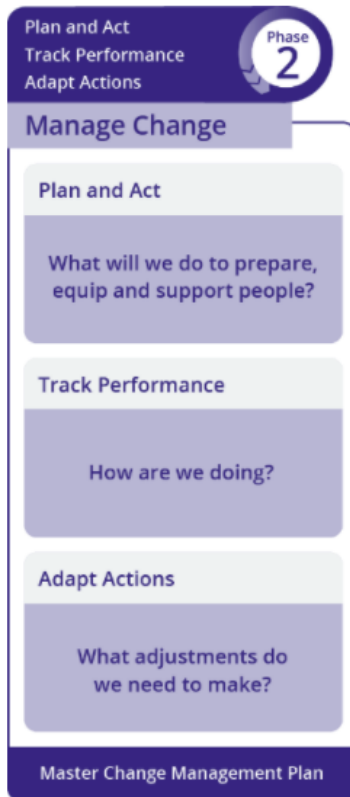 Plan and Act
Track Performance
Adapt Actions
Phase
2
Manage Change
Plan and Act
What will we do to prepare,
equip and support people?
Track Performance
How are we doing?
Adapt Actions
What adjustments do
we need to make?
Master Change Management Plan